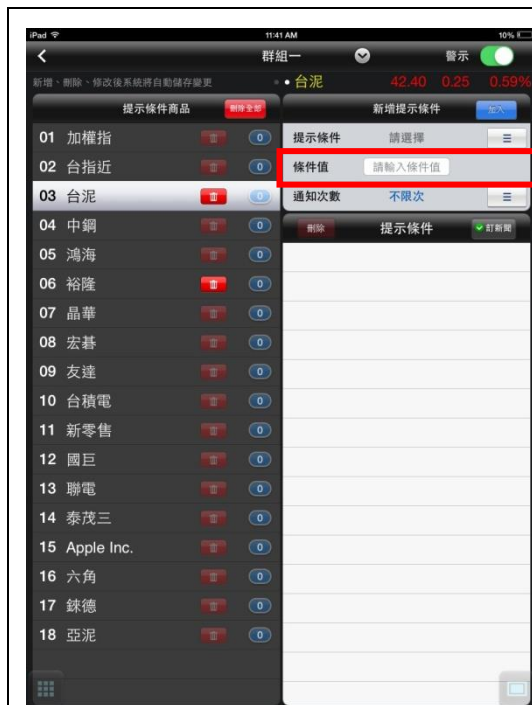 iPad 11:41 AM 10%
群組一 警示
新增、刪除、修改後系統將自動儲存變更 台泥 42.40 0.25 0.59%
提示條件商品 刪除全部 新增提示條件 加入
01 加權指 0 提示條件 請選擇
02 台指近 0 條件值 請輸入條件值
03 台泥 0 通知次數 不限次
04 中鋼 0 刪除 提示條件 訂新聞
05 鴻海 0
06 裕隆 0
07 晶華 0
08 宏碁 0
09 友達 0
10 台積電 0
11 新零售 0
12 國巨 0
13 聯電 0
14 泰茂三 0
15 Apple Inc. 0
16 六角 0
17 錸德 0
18 亞泥 0